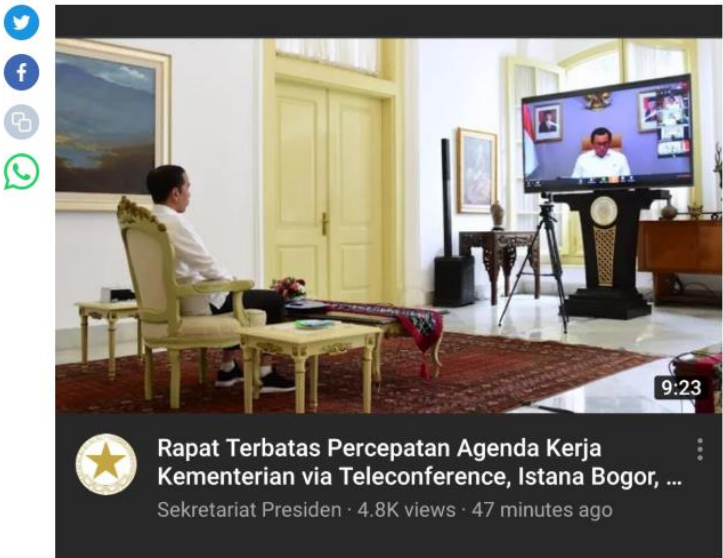 9:23
Rapat Terbatas Percepatan Agenda Kerja
Kementerian via Teleconference, Istana Bogor, ...
Sekretariat Presiden · 4.8K views · 47 minutes ago